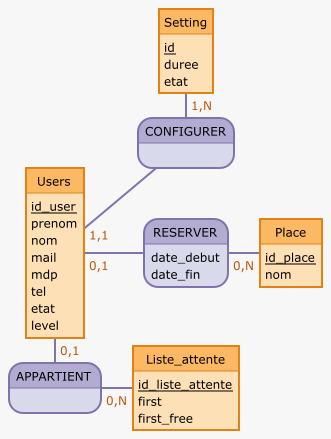 Setting
id
duree
etat
1,N
CONFIGURER
Users
id_user
prenom
nom
mail
mdp
tel
etat
level
1,1
0,1
RESERVER
date_debut
date_fin
0,N
Place
id_place
nom
0,1
APPARTIENT
0,N
Liste_attente
id_liste_attente
first
first_free